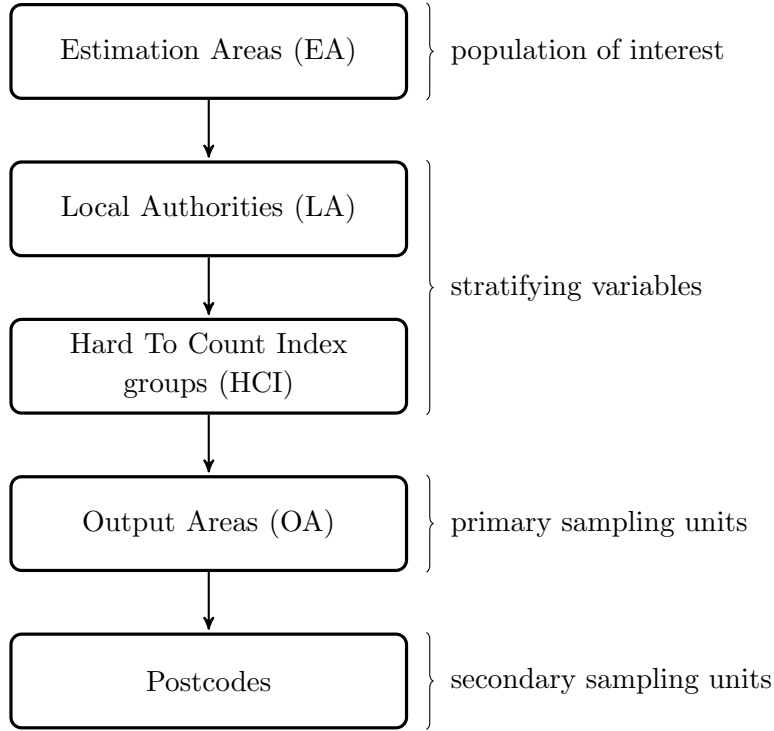 Estimation Areas (EA)
population of interest
Local Authorities (LA)
stratifying variables
Hard To Count Index
groups (HCI)
Output Areas (OA)
primary sampling units
Postcodes
secondary sampling units